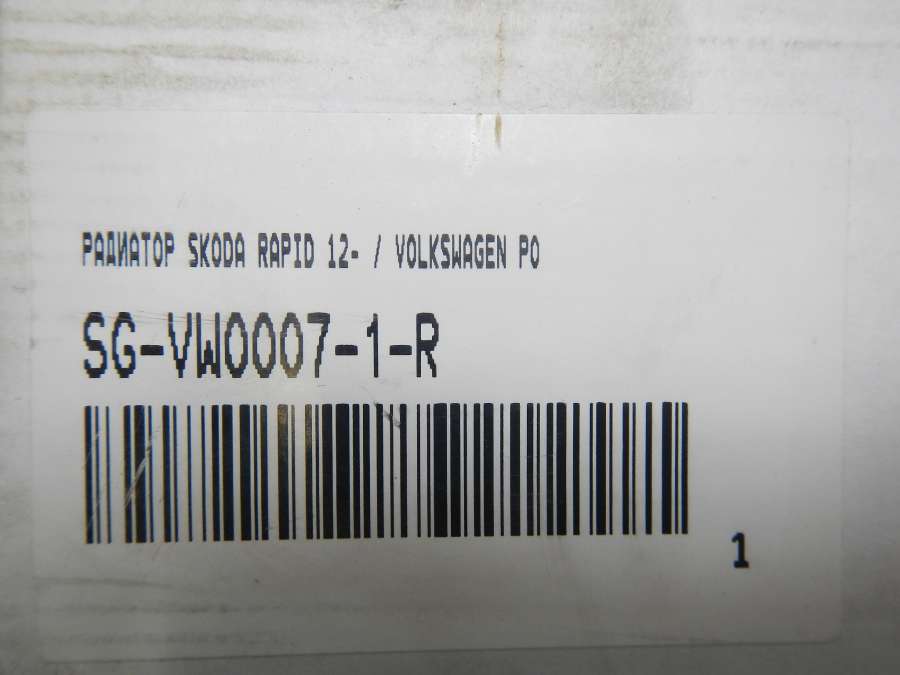 РАДИАТОР SKODA RAPID 12- / VOLKSWAGEN PO
SG-VW0007-1-R
1